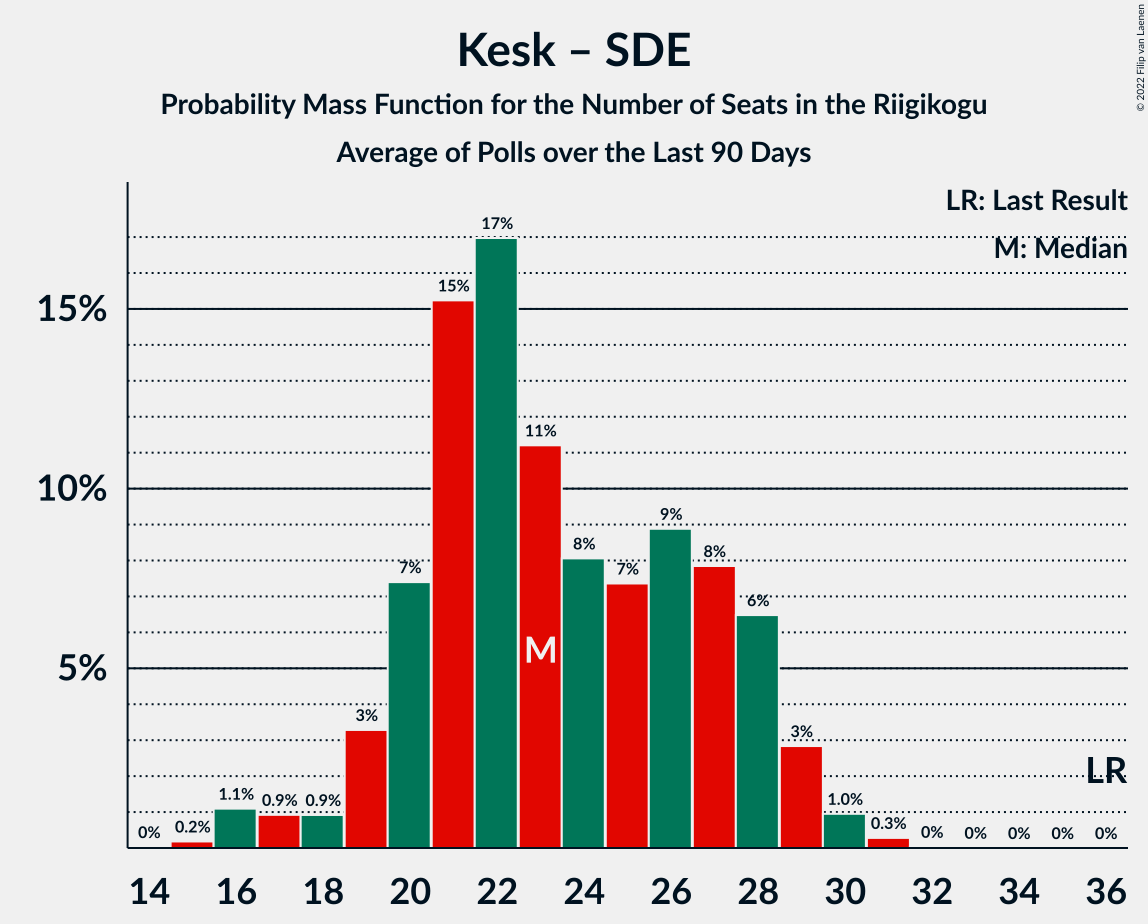 Kesk – SDE
Probability Mass Function for the Number of Seats in the Riigikogu
Average of Polls over the Last 90 Days
© 2022 Filip van Laenen
LR: Last Result
M: Median
17%
15%
15%
11%
10%
9%
8%
8%
7%
7%
6%
5%
M
3%
3%
LR
1.1%
0.9%
0.9%
1.0%
0%
0.2%
0.3%
0%
0%
0%
0%
0%
14 16 18 20 22 24 26 28 30 32 34 36